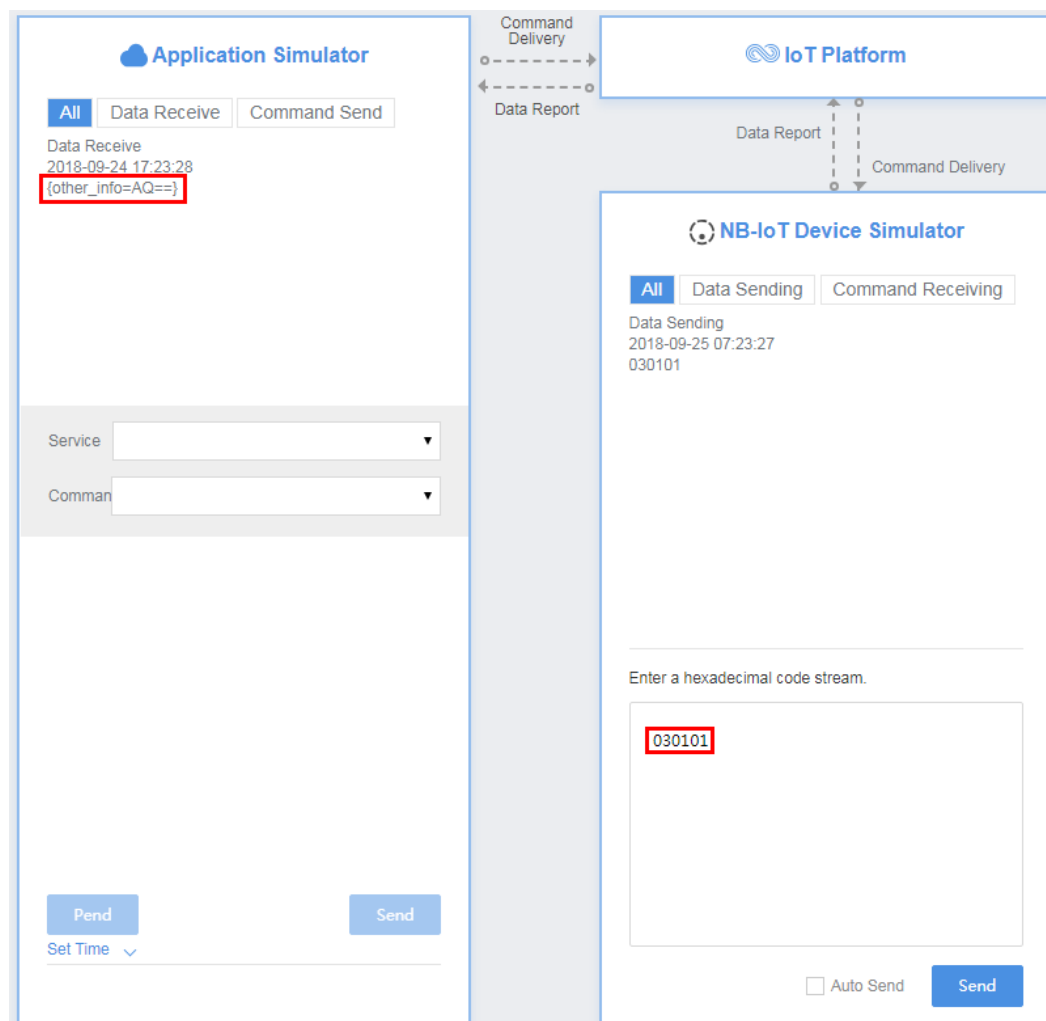 Application Simulator
All Data Receive Command Send
Data Receive
2018-09-24 17:23:28
{other_info=AQ==}
Service
Comman
Pend Send
Set Time
Command
Delivery
Data Report
IoT Platform
Data Report
Command Delivery
NB-IoT Device Simulator
All Data Sending Command Receiving
Data Sending
2018-09-25 07:23:27
030101
Enter a hexadecimal code stream.
030101
Auto Send Send